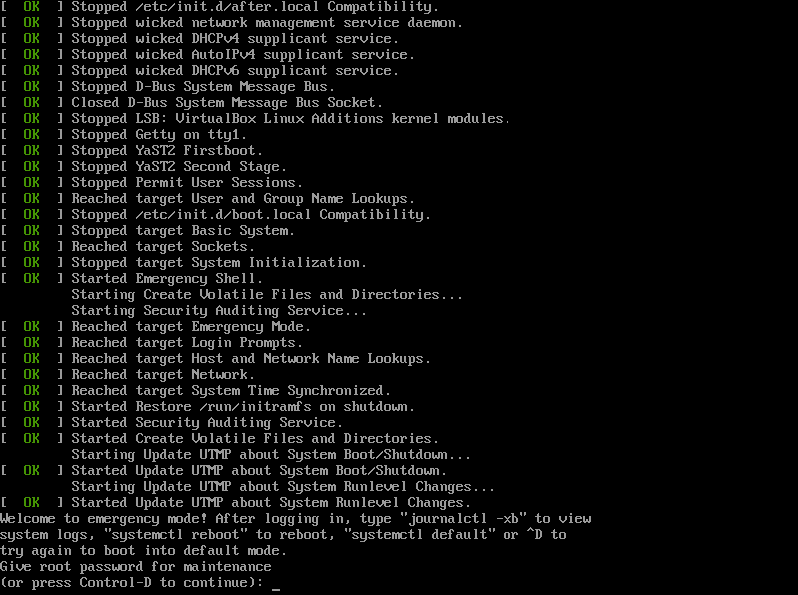 [  OK  ] Stopped /etc/init.d/after.local Compatibility.
[  OK  ] Stopped wicked network management service daemon.
[  OK  ] Stopped wicked DHCPv4 supplicant service.
[  OK  ] Stopped wicked AutoIPv4 supplicant service.
[  OK  ] Stopped wicked DHCPv6 supplicant service.
[  OK  ] Stopped D-Bus System Message Bus.
[  OK  ] Closed D-Bus System Message Bus Socket.
[  OK  ] Stopped LSB: VirtualBox Linux Additions kernel modules.
[  OK  ] Stopped Getty on tty1.
[  OK  ] Stopped YaST2 Firstboot.
[  OK  ] Stopped YaST2 Second Stage.
[  OK  ] Stopped Permit User Sessions.
[  OK  ] Reached target User and Group Name Lookups.
[  OK  ] Stopped /etc/init.d/boot.local Compatibility.
[  OK  ] Stopped target Basic System.
[  OK  ] Reached target Sockets.
[  OK  ] Stopped target System Initialization.
[  OK  ] Started Emergency Shell.
         Starting Create Volatile Files and Directories...
         Starting Security Auditing Service...
[  OK  ] Reached target Emergency Mode.
[  OK  ] Reached target Login Prompts.
[  OK  ] Reached target Host and Network Name Lookups.
[  OK  ] Reached target Network.
[  OK  ] Reached target System Time Synchronized.
[  OK  ] Started Restore /run/initramfs on shutdown.
[  OK  ] Started Security Auditing Service.
[  OK  ] Started Create Volatile Files and Directories.
         Starting Update UTMP about System Boot/Shutdown...
[  OK  ] Started Update UTMP about System Boot/Shutdown.
         Starting Update UTMP about System Runlevel Changes...
[  OK  ] Started Update UTMP about System Runlevel Changes.
Welcome to emergency mode! After logging in, type "journalctl -xb" to view
system logs, "systemctl reboot" to reboot, "systemctl default" or ^D to
try again to boot into default mode.
Give root password for maintenance
(or press Control-D to continue): _